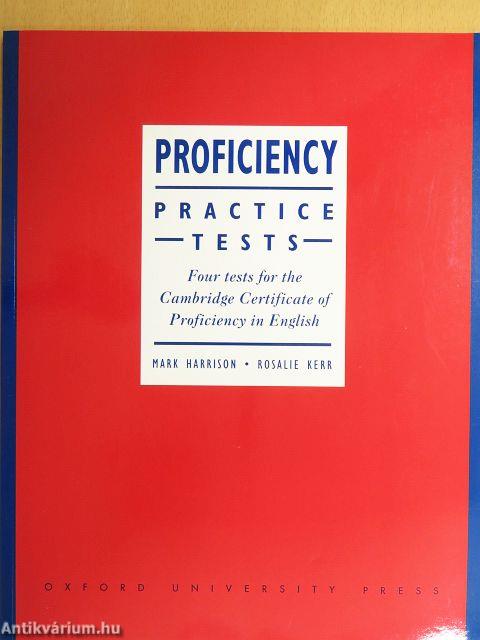 PROFICIENCY
PRACTICE
TESTS
Four tests for the
Cambridge Certificate of
Proficiency in English
MARK HARRISON • ROSALIE KERR
OXFORD UNIVERSITY PRESS
Antikvárium.hu